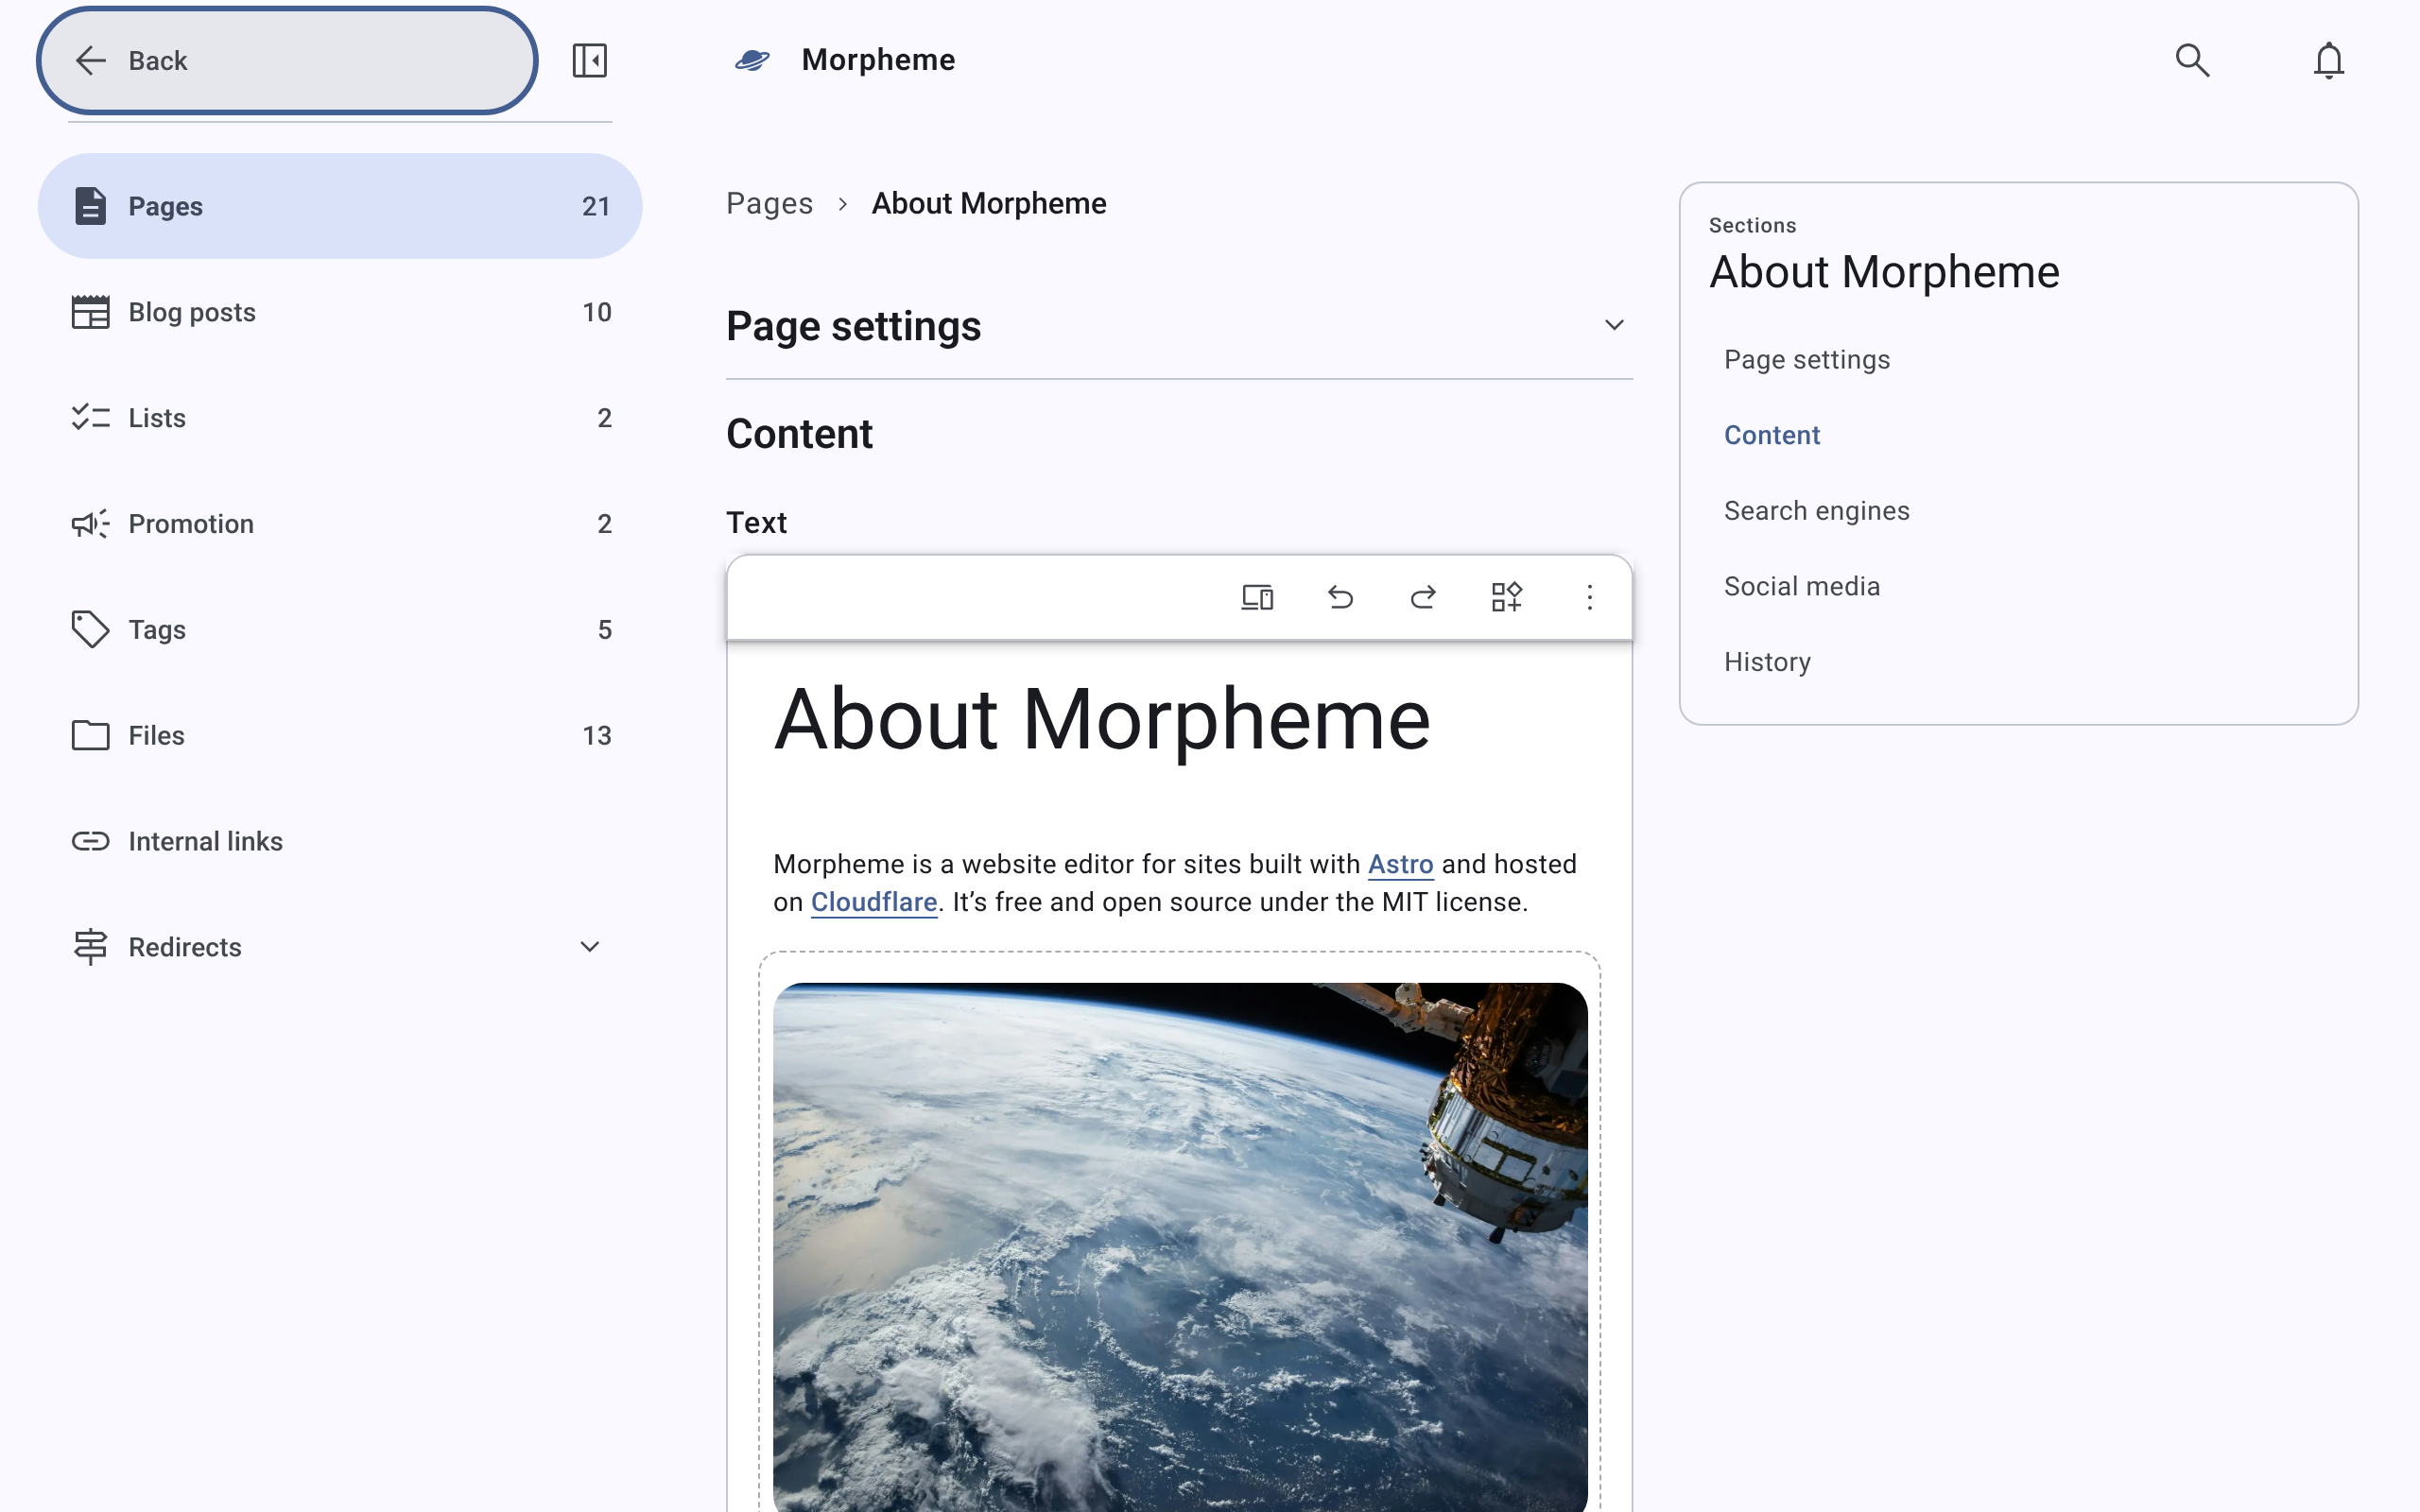 Back
Morpheme
Pages 21
Blog posts 10
Lists 2
Promotion 2
Tags 5
Files 13
Internal links
Redirects
Pages > About Morpheme
Page settings
Content
Text
About Morpheme
Morpheme is a website editor for sites built with Astro and hosted
on Cloudflare. It’s free and open source under the MIT license.
Sections
About Morpheme
Page settings
Content
Search engines
Social media
History